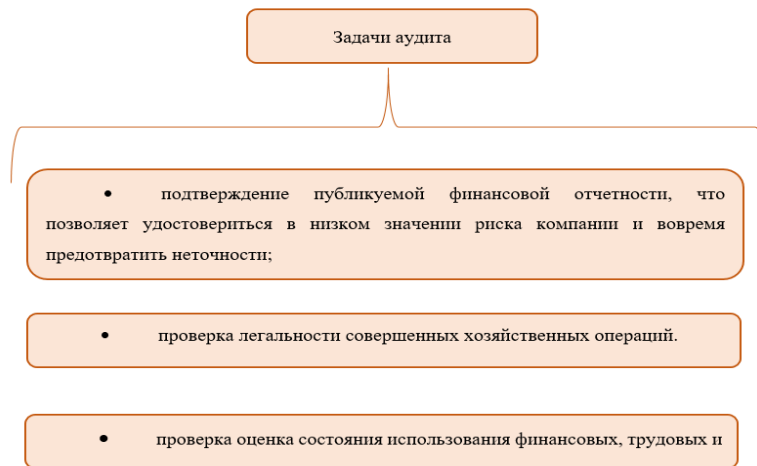 Задачи аудита
• подтверждение публикуемой финансовой отчетности, что
позволяет удостовериться в низком значении риска компании и вовремя
предотвратить неточности;
• проверка легальности совершенных хозяйственных операций.
• проверка оценка состояния использования финансовых, трудовых и